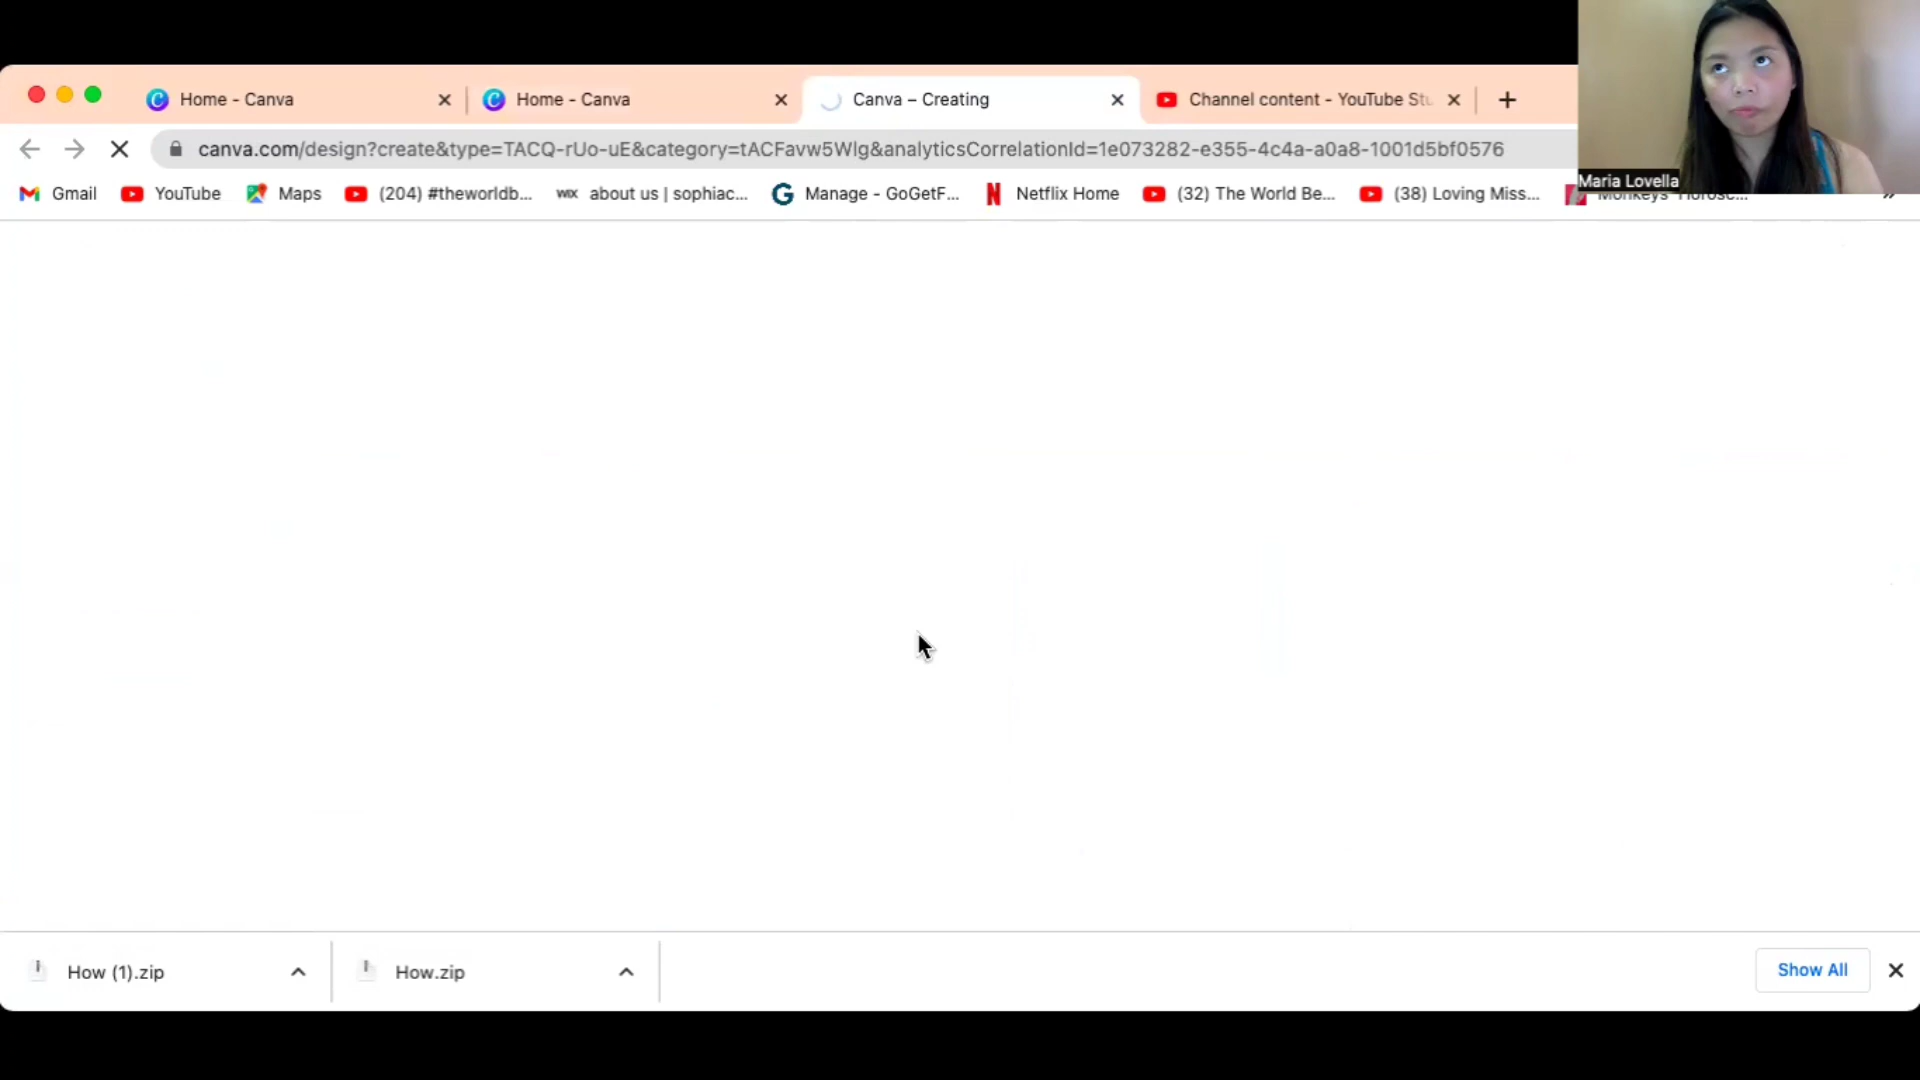 Home - Canva
Home - Canva
Canva – Creating
Channel content - YouTube Stu
canva.com/design?create&type=TACQ-rUo-uE&category=tACFavw5Wlg&analyticsCorrelationId=1e073282-e355-4c4a-a0a8-1001d5bf0576
Maria Lovella
Gmail
YouTube
Maps
(204) #theworldb...
WIX about us | sophiac...
Manage - GoGetF...
Netflix Home
(32) The World Be...
(38) Loving Miss...
How (1).zip
How.zip
Show All